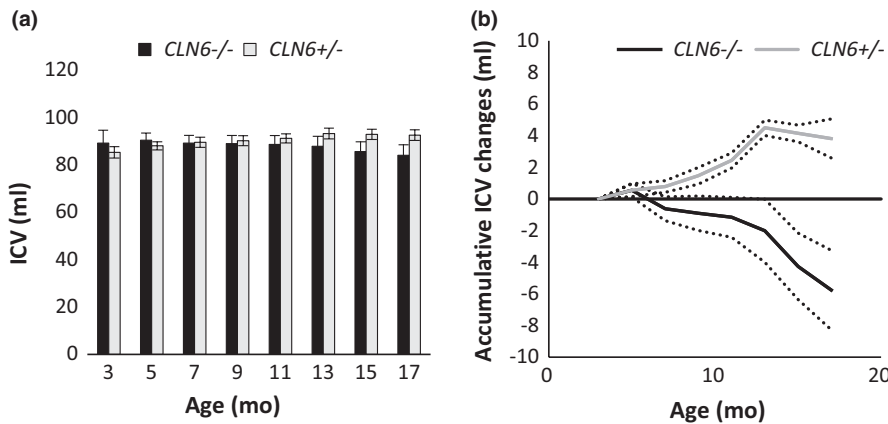 (a)
CLN6-/- CLN6+/-
120
100
80
60
40
20
0
ICV (ml)
3 5 7 9 11 13 15 17
Age (mo)
(b)
CLN6-/- CLN6+/-
10
8
6
4
2
0
-2
-4
-6
-8
-10
Accumulative ICV changes (ml)
0 10 20
Age (mo)